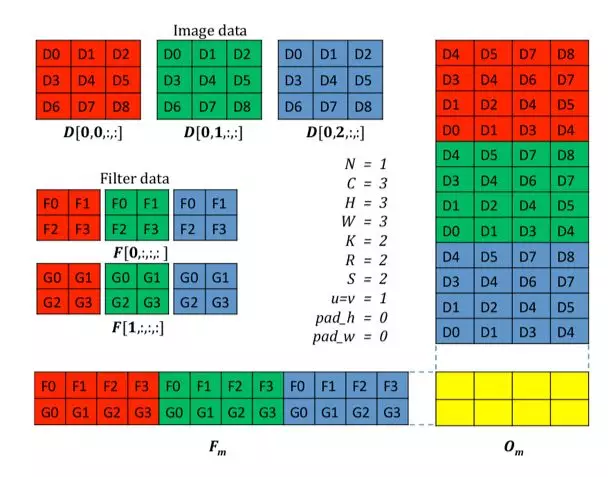 Image data
D0 D1 D2 D0 D1 D2 D0 D1 D2
D3 D4 D5 D3 D4 D5 D3 D4 D5
D6 D7 D8 D6 D7 D8 D6 D7 D8
D[0,0,:,:] D[0,1,:,:] D[0,2,:,:]
Filter data
F0 F1 F0 F1 F0 F1
F2 F3 F2 F3 F2 F3
F[0,:,:,: ]
G0 G1 G0 G1 G0 G1
G2 G3 G2 G3 G2 G3
F[1,:,:,:]
N = 1
C = 3
H = 3
W = 3
K = 2
R = 2
S = 2
u=v = 1
pad_h = 0
pad_w = 0
D4 D5 D7 D8
D3 D4 D6 D7
D1 D2 D4 D5
D0 D1 D3 D4
D4 D5 D7 D8
D3 D4 D6 D7
D1 D2 D4 D5
D0 D1 D3 D4
D4 D5 D7 D8
D3 D4 D6 D7
D1 D2 D4 D5
D0 D1 D3 D4
F0 F1 F2 F3 F0 F1 F2 F3 F0 F1 F2 F3
G0 G1 G2 G3 G0 G1 G2 G3 G0 G1 G2 G3
Fm
Om